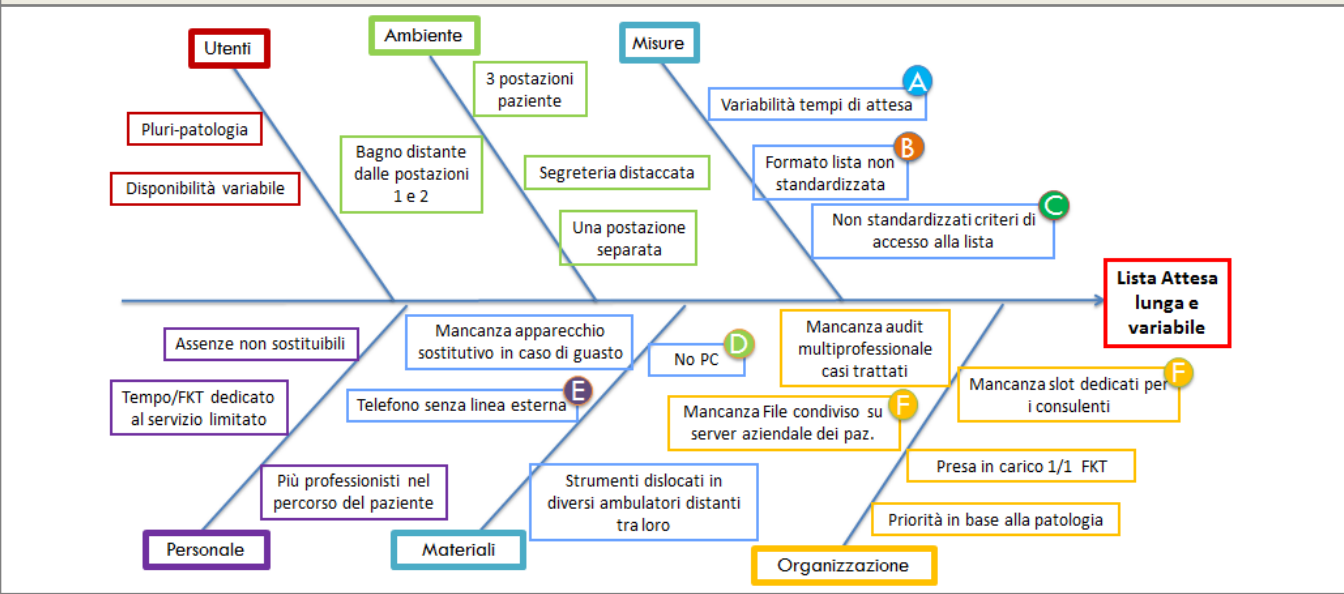 Utenti
Pluri-patologia
Disponibilità variabile
Ambiente
3 postazioni
paziente
Bagno distante
dalle postazioni
1 e 2
Segreteria distaccata
Una postazione
separata
Misure
A
Variabilità tempi di attesa
B
Formato lista non
standardizzata
C
Non standardizzati criteri di
accesso alla lista
Lista Attesa
lunga e
variabile
Assenze non sostituibili
Tempo/FKT dedicato
al servizio limitato
Più professionisti nel
percorso del paziente
Personale
Mancanza apparecchio
sostitutivo in caso di guasto
No PC
D
Telefono senza linea esterna
E
Strumenti dislocati in
diversi ambulatori distanti
tra loro
Materiali
Mancanza audit
multiprofessionale
casi trattati
Mancanza slot dedicati per
i consulenti
F
Mancanza File condiviso su
server aziendale dei paz.
F
Presa in carico 1/1 FKT
Priorità in base alla patologia
Organizzazione